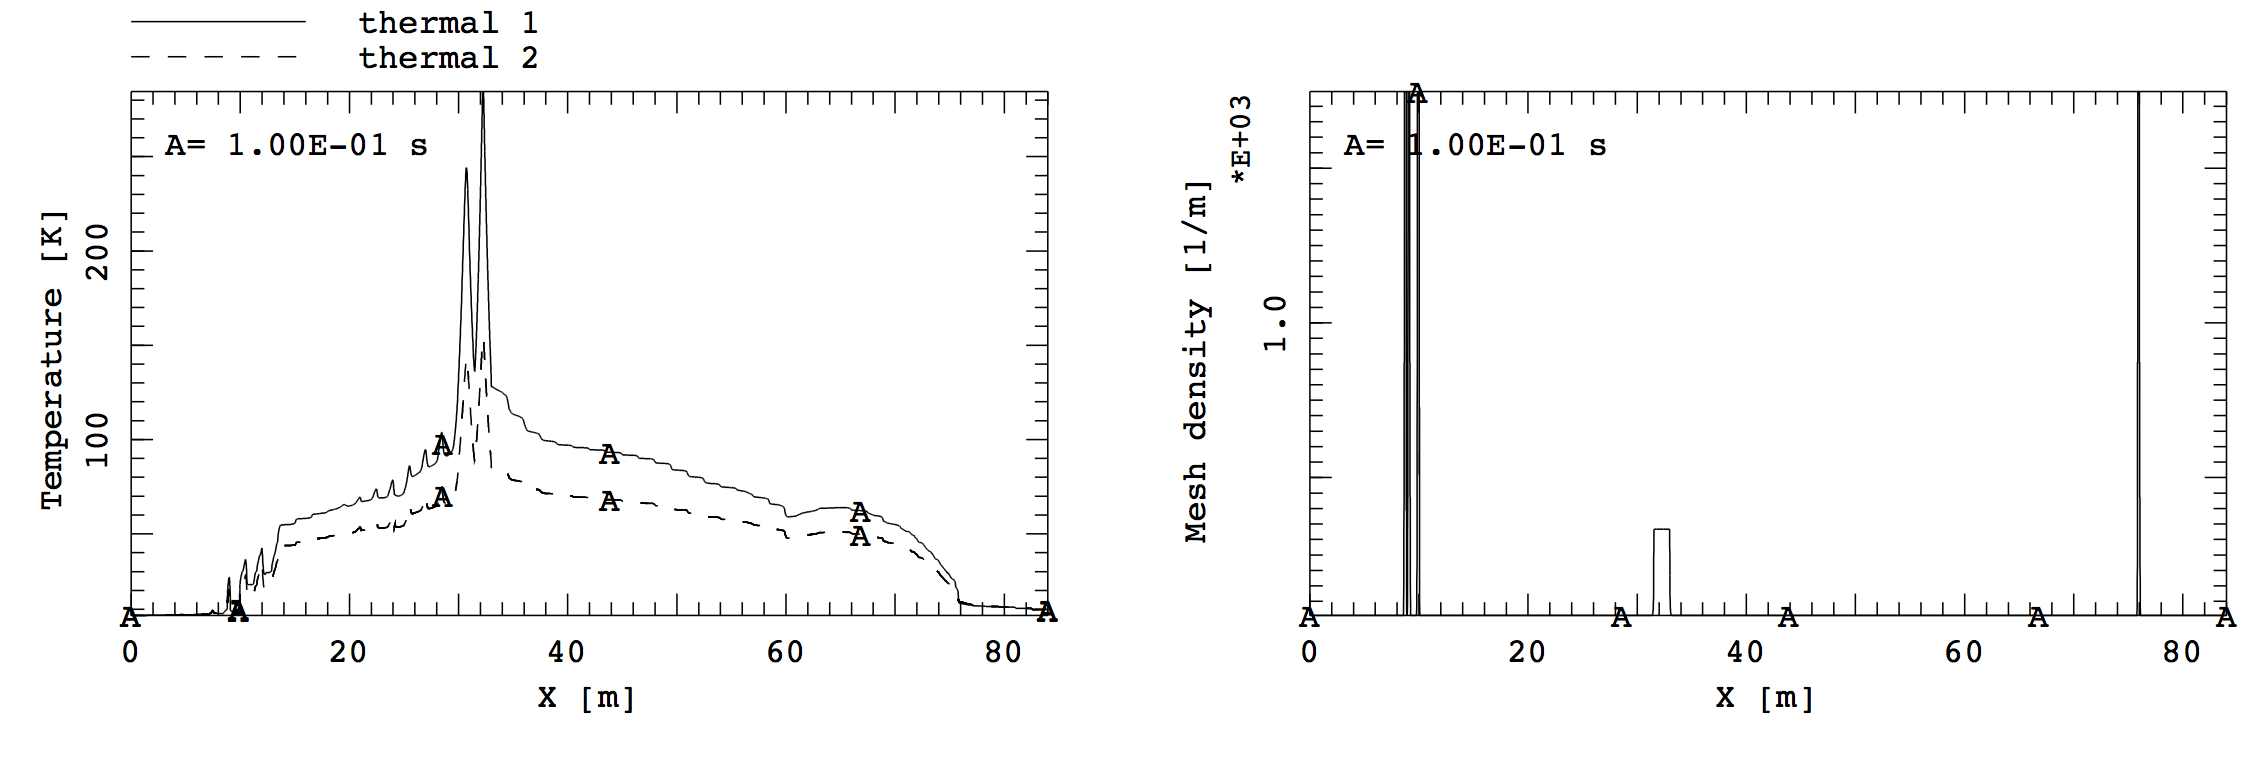 thermal 1
thermal 2
A= 1.00E-01 s
Temperature [K]
200
100
A
A
A
A
A
A
A
A
A
A
0
20
40
60
80
X [m]
*E+03
A
A= 1.00E-01 s
Mesh density [1/m]
1.0
A
A
A
A
A
0
20
40
60
80
X [m]